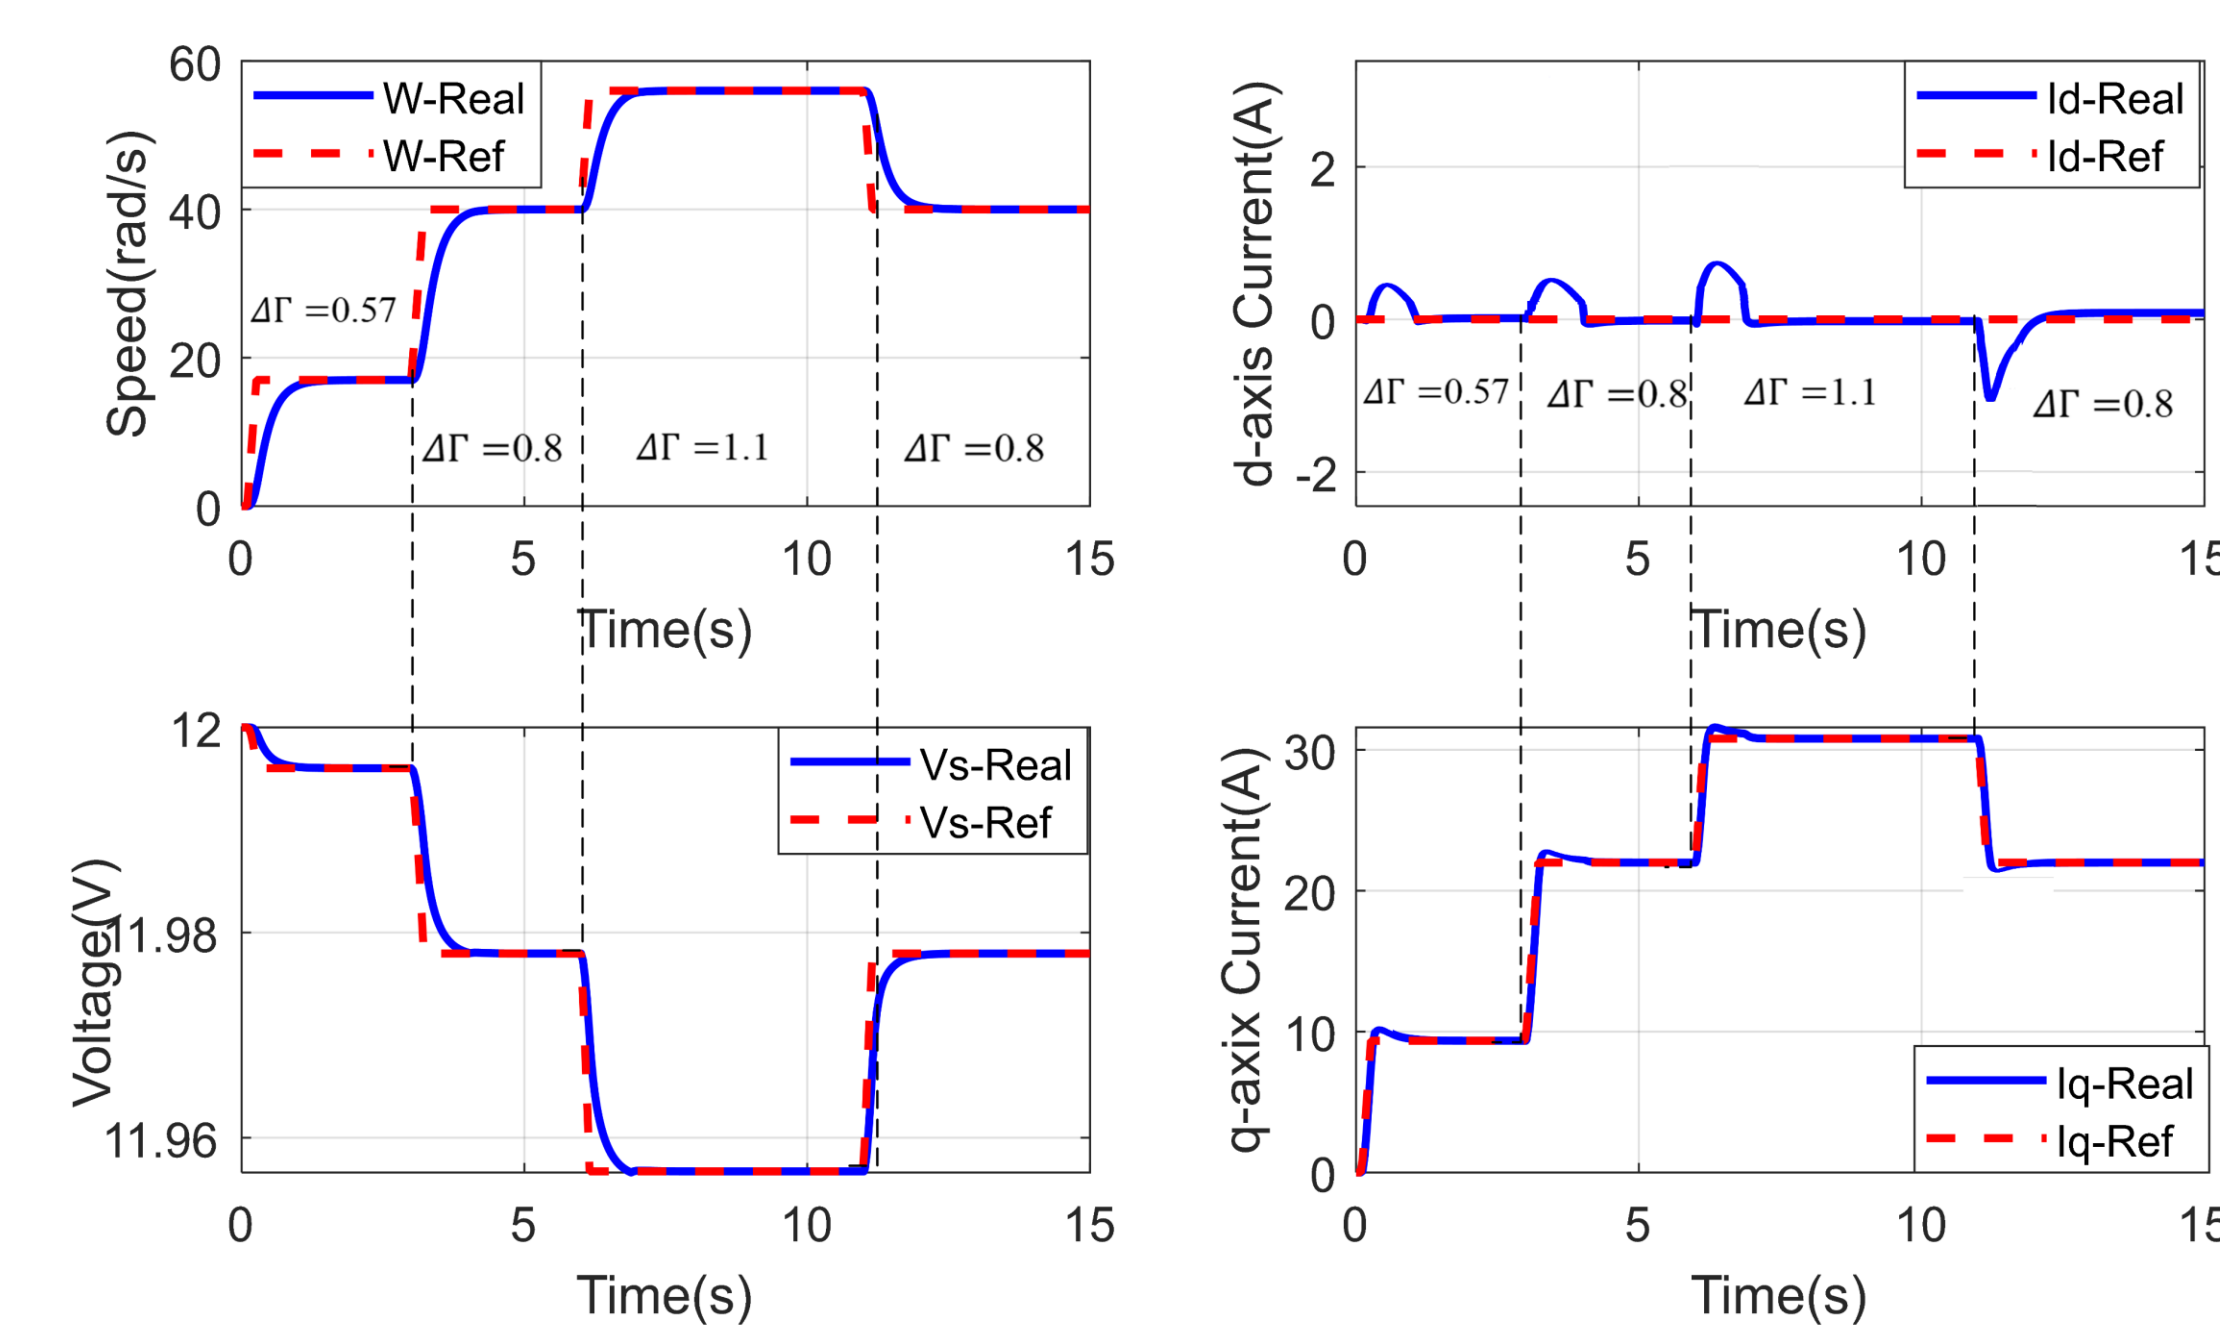 60
40
20
0
Speed(rad/s)
W-Real
W-Ref
ΔΓ =0.57
ΔΓ =0.8
ΔΓ =1.1
ΔΓ =0.8
0 5 10 15
Time(s)
2
0
-2
d-axis Current(A)
Id-Real
Id-Ref
ΔΓ =0.57
ΔΓ =0.8
ΔΓ =1.1
ΔΓ =0.8
0 5 10 15
Time(s)
12
11.98
11.96
Voltage(V)
Vs-Real
Vs-Ref
0 5 10 15
Time(s)
30
20
10
0
q-axix Current(A)
Iq-Real
Iq-Ref
0 5 10 15
Time(s)